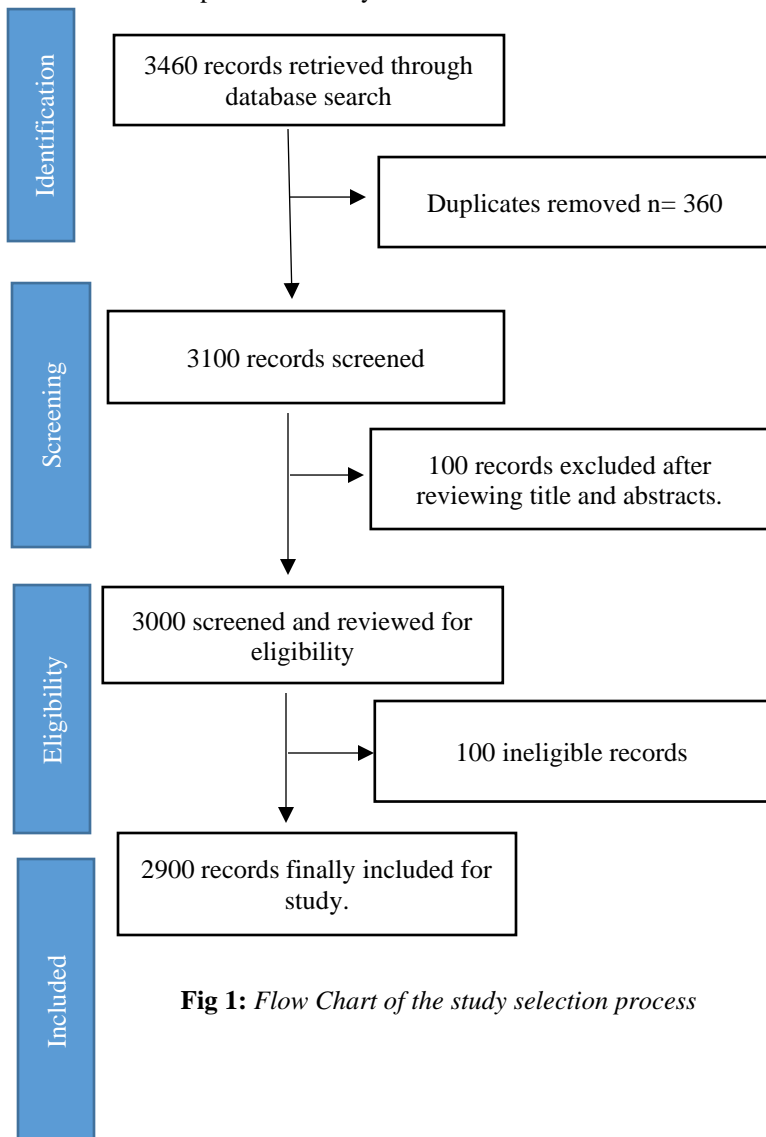 Identification
3460 records retrieved through
database search
Duplicates removed n= 360
Screening
3100 records screened
100 records excluded after
reviewing title and abstracts.
Eligibility
3000 screened and reviewed for
eligibility
100 ineligible records
Included
2900 records finally included for
study.
Fig 1: Flow Chart of the study selection process